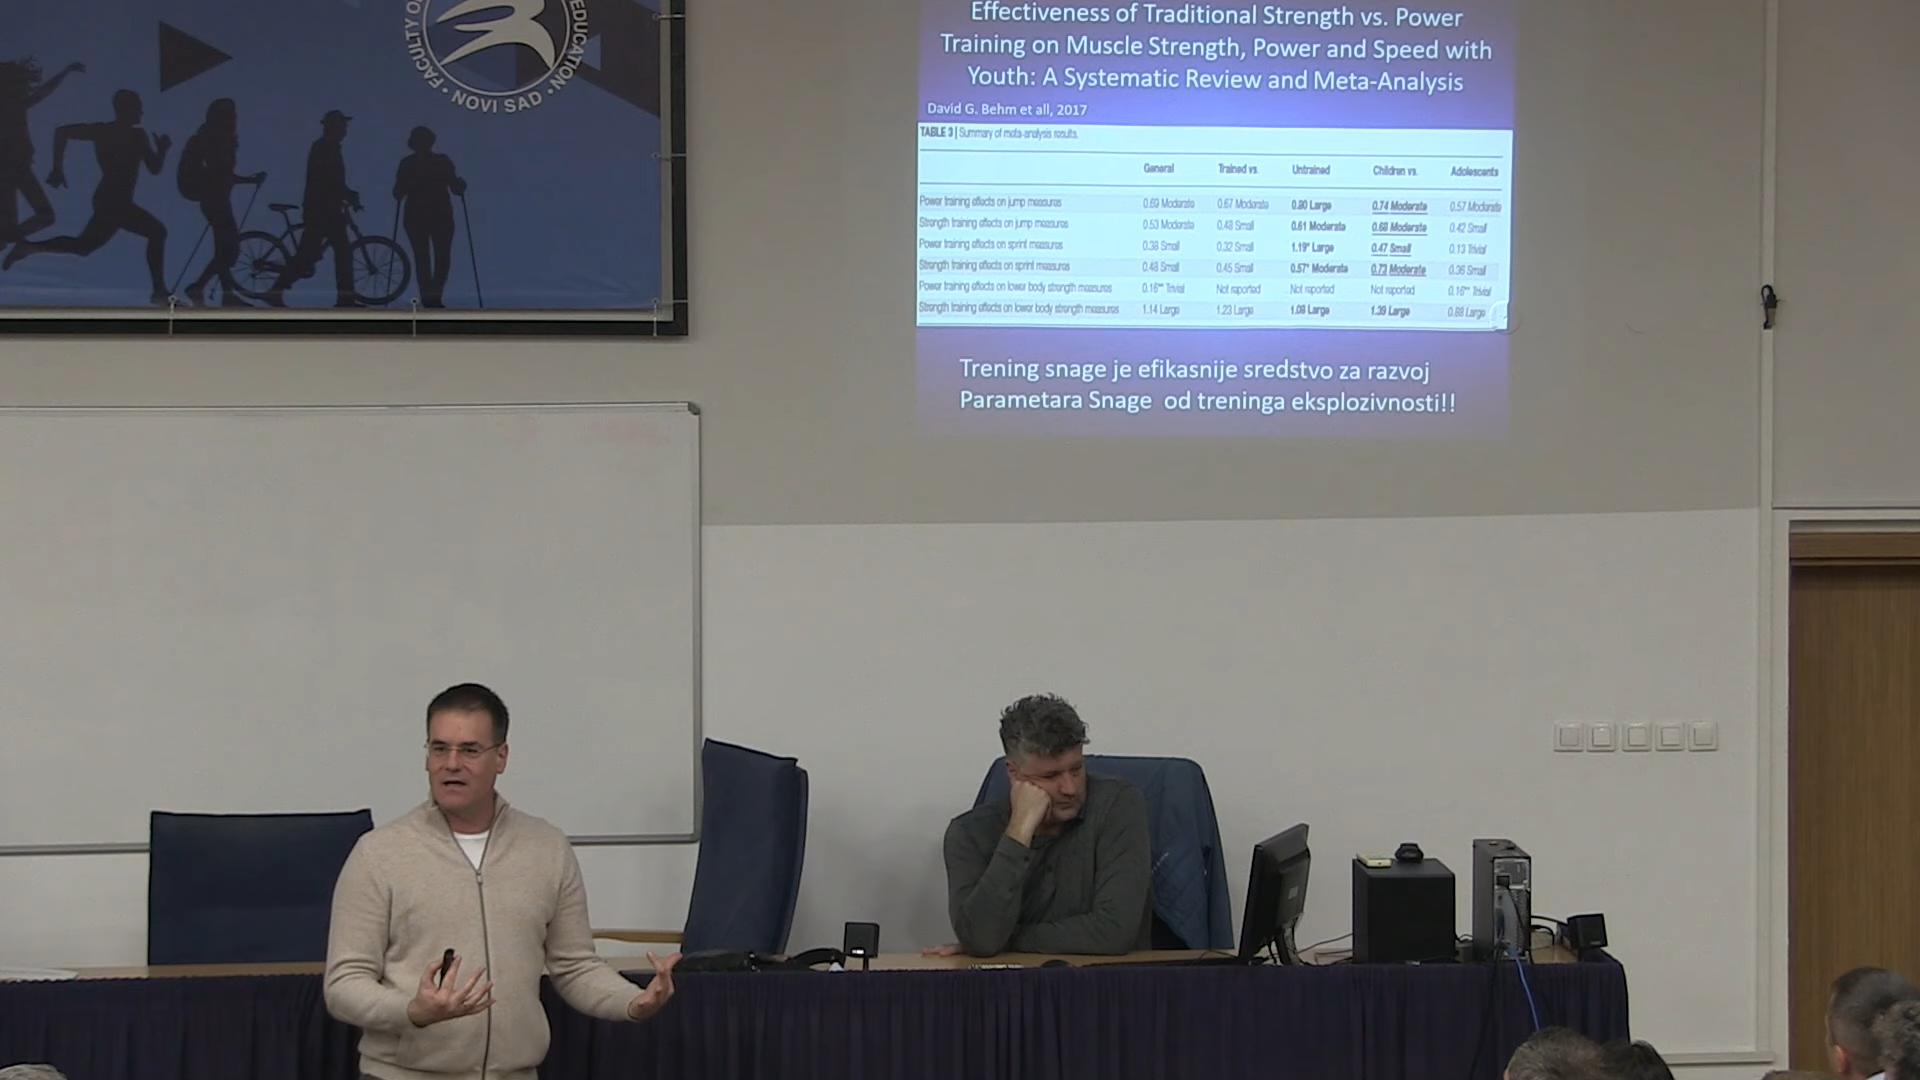 FACULTY O
EDUCATION
• NOVI SAD •
Effectiveness of Traditional Strength vs. Power
Training on Muscle Strength, Power and Speed with
Youth: A Systematic Review and Meta-Analysis
David G. Behm et all, 2017
TABLE 3 | Summary of meta-analysis results.
General Trained vs. Untrained Children vs. Adolescents
Power training effects on jump measures 0.69 Moderate 0.67 Moderate 0.80 Large 0.74 Moderate 0.57 Moderate
Strength training effects on jump measures 0.53 Moderate 0.48 Small 0.61 Moderate 0.68 Moderate 0.42 Small
Power training effects on sprint measures 0.38 Small 0.32 Small 1.19* Large 0.47 Small 0.13 Trivial
Strength training effects on sprint measures 0.48 Small 0.45 Small 0.57* Moderate 0.73 Moderate 0.36 Small
Power training effects on lower body strength measures 0.16** Trivial Not reported Not reported Not reported 0.16** Trivial
Strength training effects on lower body strength measures 1.14 Large 1.23 Large 1.08 Large 1.39 Large 0.88 Large
Trening snage je efikasnije sredstvo za razvoj
Parametara Snage od treninga eksplozivnosti!!